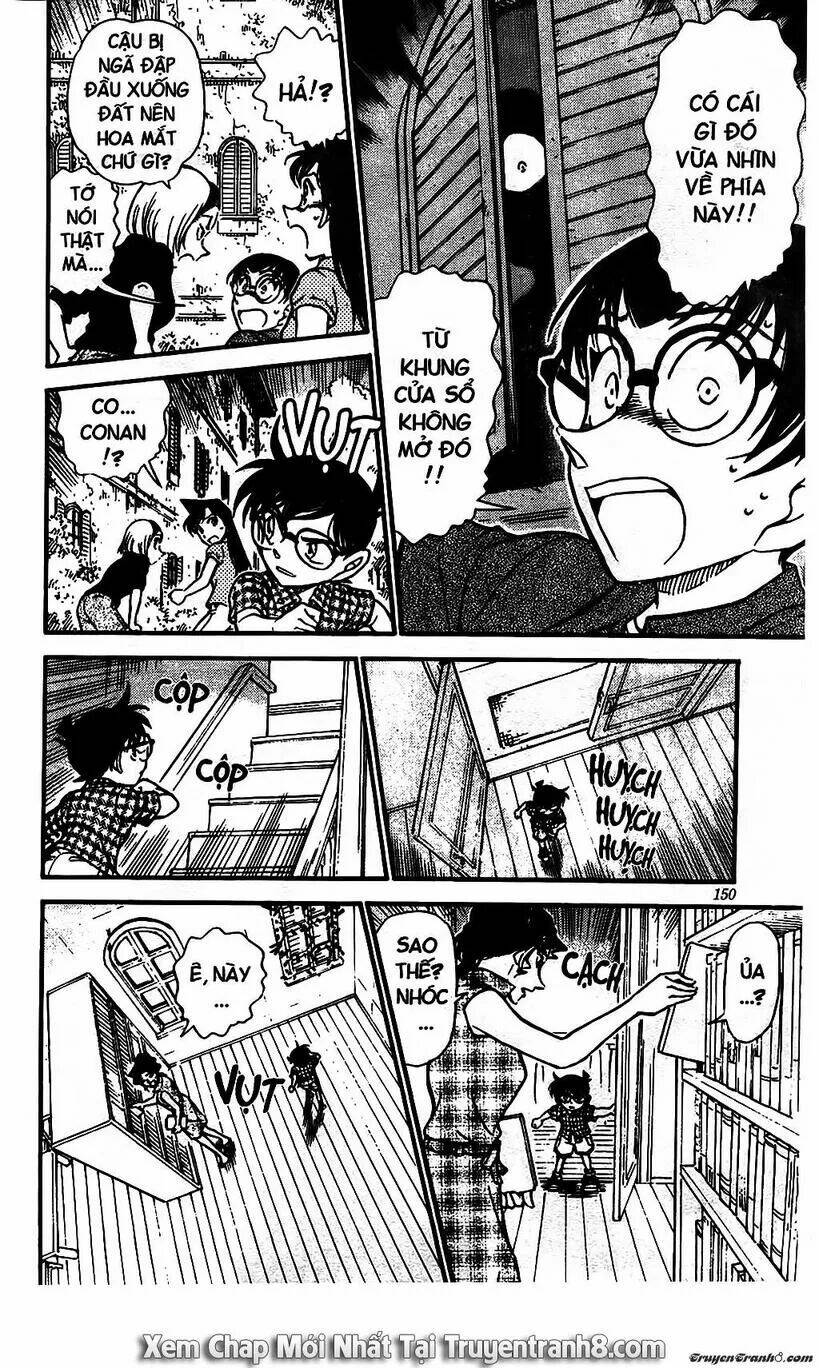 CÓ CÁI
GÌ ĐÓ
VỪA NHÌN
VỀ PHÍA
NÀY!!
TỪ
KHUNG
CỬA SỔ
KHÔNG
MỞ ĐÓ
!!
HẢ!?
CẬU BỊ
NGÃ ĐẬP
ĐẦU XUỐNG
ĐẤT NÊN
HOA MẮT
CHỨ GÌ?
TỚ
NÓI
THẬT
MÀ...
VỤT
CO...
CONAN
!?
HUỴCH
HUỴCH
HUỴCH
CỘP
CỘP
150
ỦA
...?
CẠCH
SAO
THẾ?
NHÓC
...
Ê, NÀY
...
VỤT
Xem Chap Mới Nhất Tại Truyentranh8.com
TruyenTranh8.com